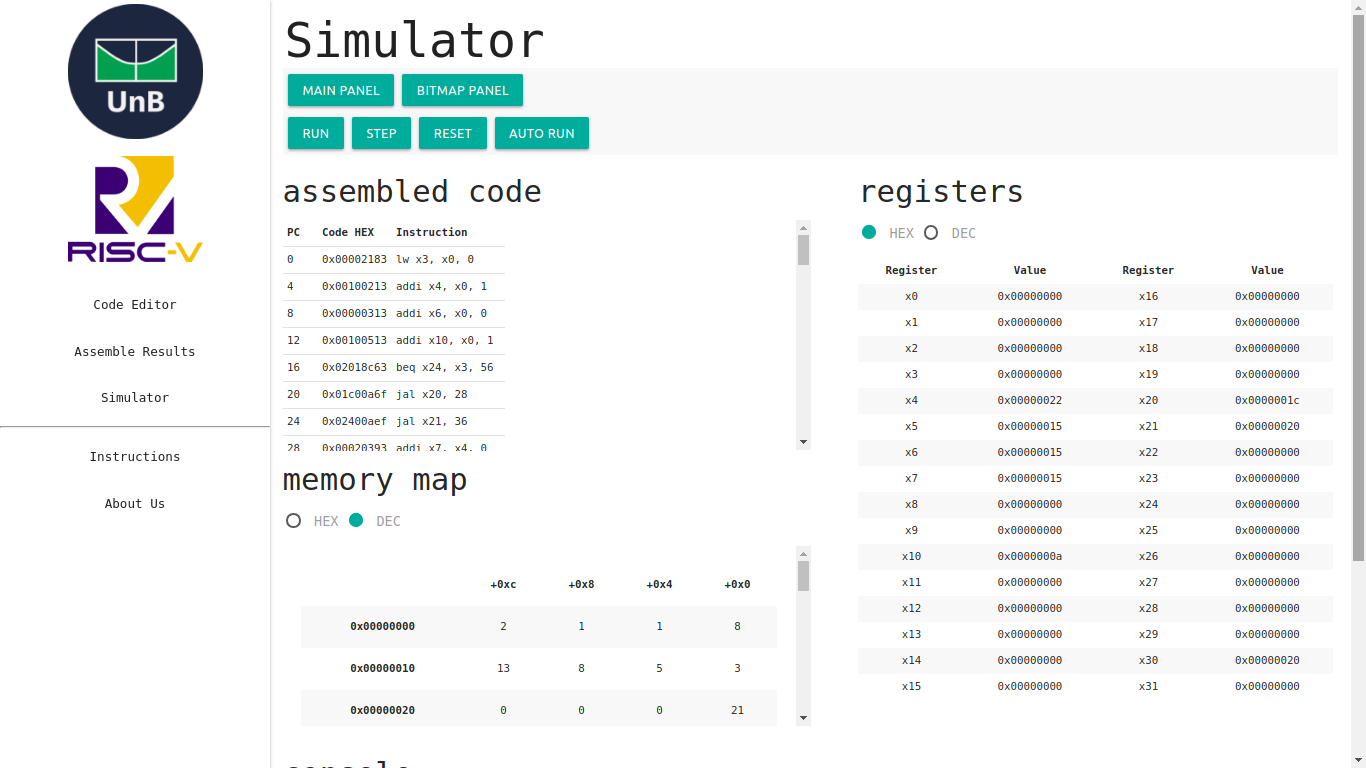 UnB
RISC-V
Code Editor
Assemble Results
Simulator
Instructions
About Us
Simulator
MAIN PANEL BITMAP PANEL
RUN STEP RESET AUTO RUN
assembled code
PC Code HEX Instruction
0 0x00002183 lw x3, x0, 0
4 0x00100213 addi x4, x0, 1
8 0x00000313 addi x6, x0, 0
12 0x00100513 addi x10, x0, 1
16 0x02018c63 beq x24, x3, 56
20 0x01c00a6f jal x20, 28
24 0x02400aef jal x21, 36
28 0x00020393 addi x7, x4, 0
memory map
HEX DEC
+0xc +0x8 +0x4 +0x0
0x00000000 2 1 1 8
0x00000010 13 8 5 3
0x00000020 0 0 0 21
console
registers
HEX DEC
Register Value Register Value
x0 0x00000000 x16 0x00000000
x1 0x00000000 x17 0x00000000
x2 0x00000000 x18 0x00000000
x3 0x00000000 x19 0x00000000
x4 0x00000022 x20 0x0000001c
x5 0x00000015 x21 0x00000020
x6 0x00000015 x22 0x00000000
x7 0x00000015 x23 0x00000000
x8 0x00000000 x24 0x00000000
x9 0x00000000 x25 0x00000000
x10 0x0000000a x26 0x00000000
x11 0x00000000 x27 0x00000000
x12 0x00000000 x28 0x00000000
x13 0x00000000 x29 0x00000000
x14 0x00000000 x30 0x00000020
x15 0x00000000 x31 0x00000000